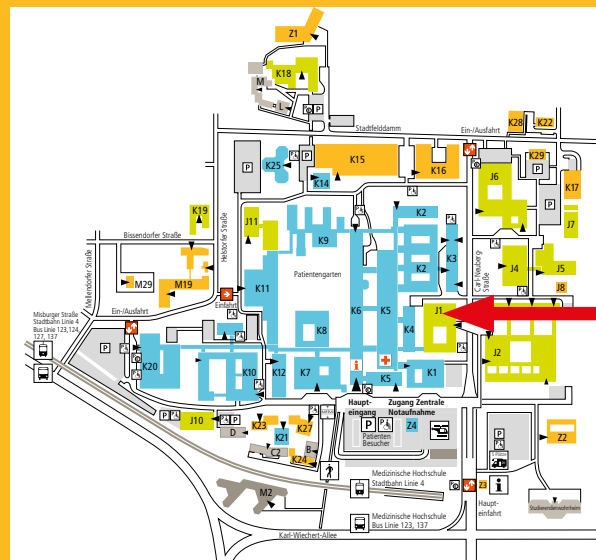 Z1
K18
M
L
P
Stadtfelddamm
Ein-/Ausfahrt
K28
K22
K25
P
K15
K14
K16
K29
J6
P
K17
K19
J11
Bissendorfer Straße
Mellendorfer Straße
Helstorfer Straße
K9
K2
K2
K3
J7
Patientengarten
Carl-Neuberg-
Straße
J4
J5
J8
M29
M19
K11
Einfahrt
K6
K5
K4
J1
K8
Misburger Straße
Stadtbahn Linie 4
Bus Linie 123,124,
127, 137
Ein-/Ausfahrt
J2
K20
K10
K12
K7
i
K5
K1
P
Haupt-
eingang
Zugang Zentrale
Notaufnahme
P
Patienten
Besucher
Z4
J10
D
K23
K21
K27
C2
B
K24
P
Z2
M2
Medizinische Hochschule
Stadtbahn Linie 4
Z3
i
Haupt-
einfahrt
Studierendenwohnheim
Medizinische Hochschule
Bus Linie 123, 137
Karl-Wiechert-Allee